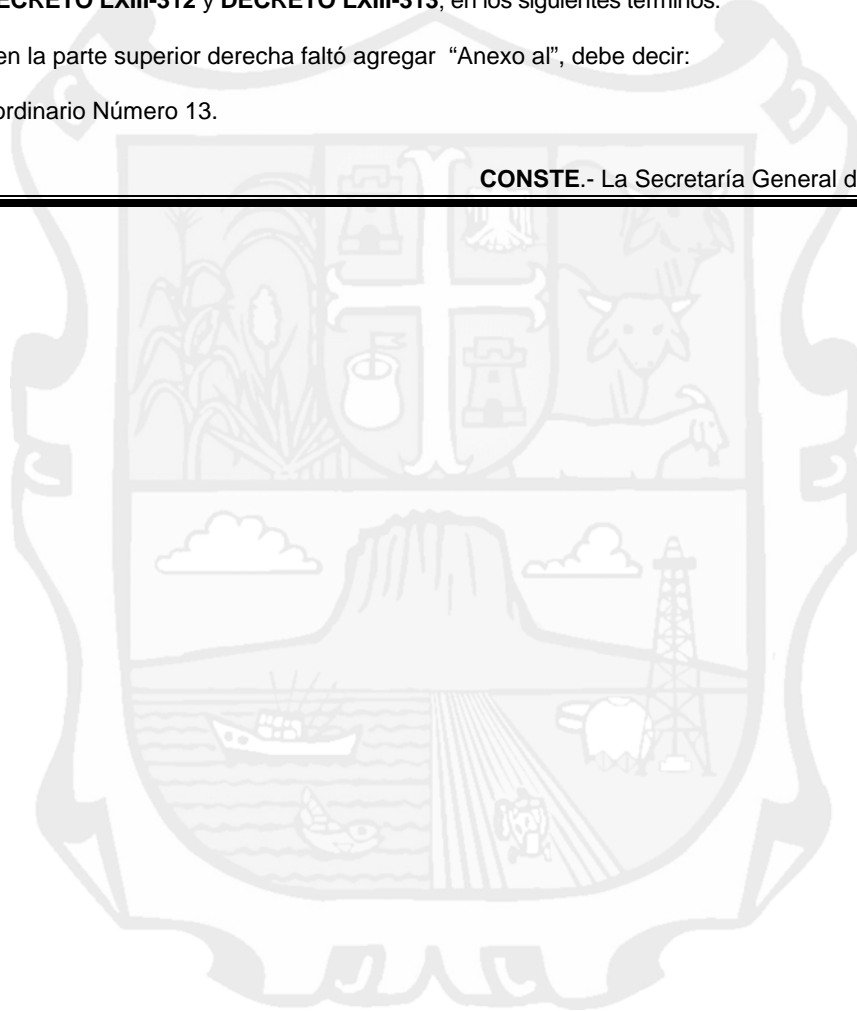 DECRETO LXIII-312 y DECRETO LXIII-313, en los siguientes términos:
en la parte superior derecha faltó agregar “Anexo al”, debe decir:
ordinario Número 13.
CONSTE.- La Secretaría General d